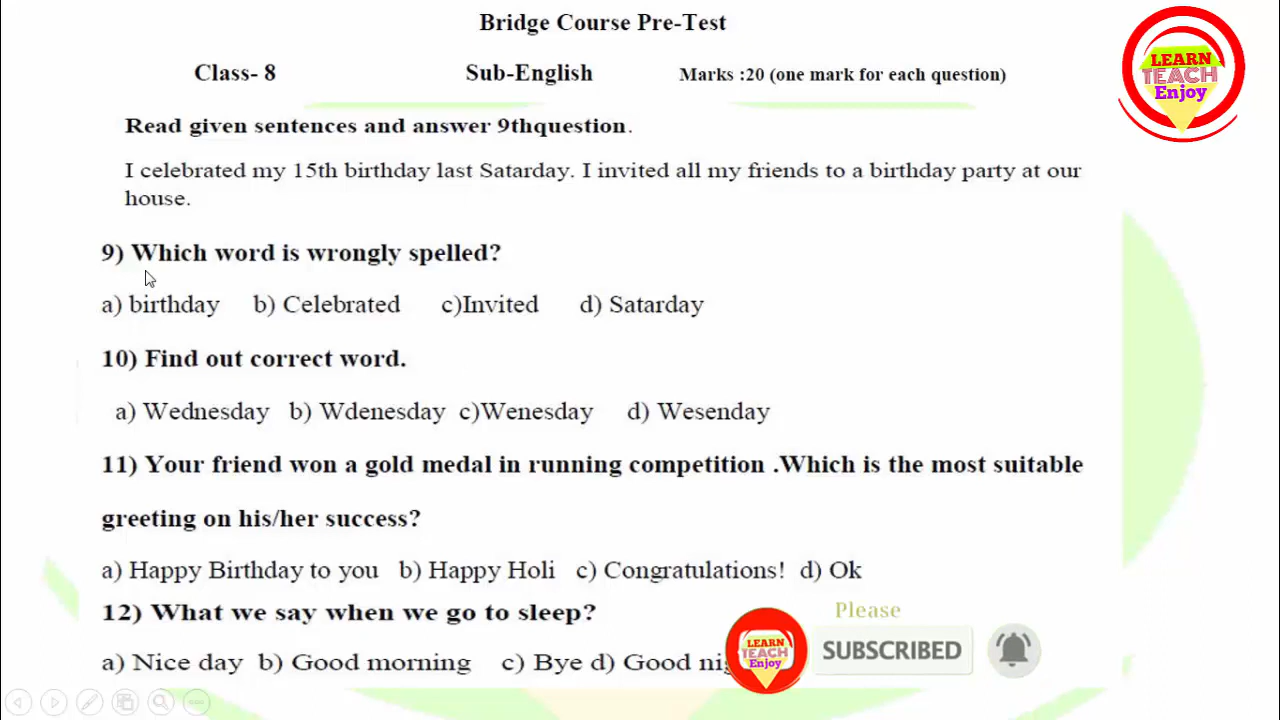 Bridge Course Pre-Test
Class- 8 Sub-English Marks :20 (one mark for each question)
LEARN
TEACH
Enjoy
Read given sentences and answer 9thquestion.
I celebrated my 15th birthday last Satarday. I invited all my friends to a birthday party at our
house.
9) Which word is wrongly spelled?
a) birthday b) Celebrated c)Invited d) Satarday
10) Find out correct word.
a) Wednesday b) Wdenesday c)Wenesday d) Wesenday
11) Your friend won a gold medal in running competition .Which is the most suitable
greeting on his/her success?
a) Happy Birthday to you b) Happy Holi c) Congratulations! d) Ok
12) What we say when we go to sleep?
Please
a) Nice day b) Good morning c) Bye d) Good
LEARN
TEACH
Enjoy
SUBSCRIBED